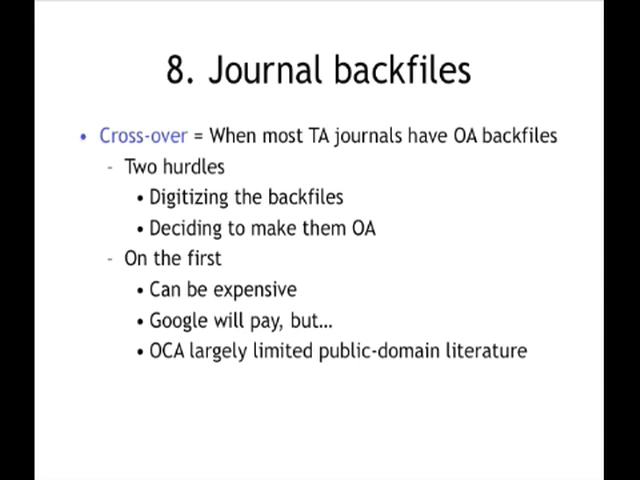 8. Journal backfiles
• Cross-over = When most TA journals have OA backfiles
- Two hurdles
• Digitizing the backfiles
• Deciding to make them OA
- On the first
• Can be expensive
• Google will pay, but...
• OCA largely limited public-domain literature